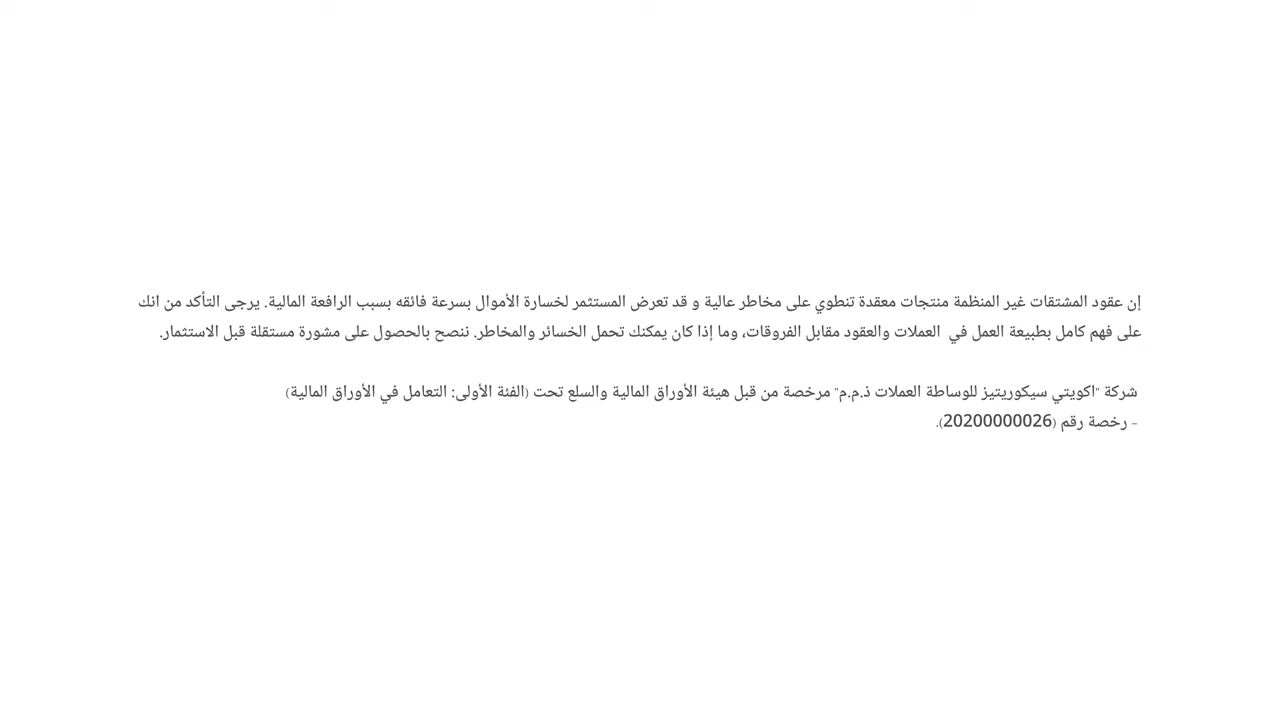 إن عقود المشتقات غير المنظمة منتجات معقدة تنطوي على مخاطر عالية و قد تعرض المستثمر لخسارة الأموال بسرعة فائقه بسبب الرافعة المالية. يرجى التأكد من انك
على فهم كامل بطبيعة العمل في العملات والعقود مقابل الفروقات، وما إذا كان يمكنك تحمل الخسائر والمخاطر. ننصح بالحصول على مشورة مستقلة قبل الاستثمار.
شركة "اكويتي سيكوريتيز للوساطة العملات ذ.م.م" مرخصة من قبل هيئة الأوراق المالية والسلع تحت (الفئة الأولى: التعامل في الأوراق المالية)
- رخصة رقم (20200000026).